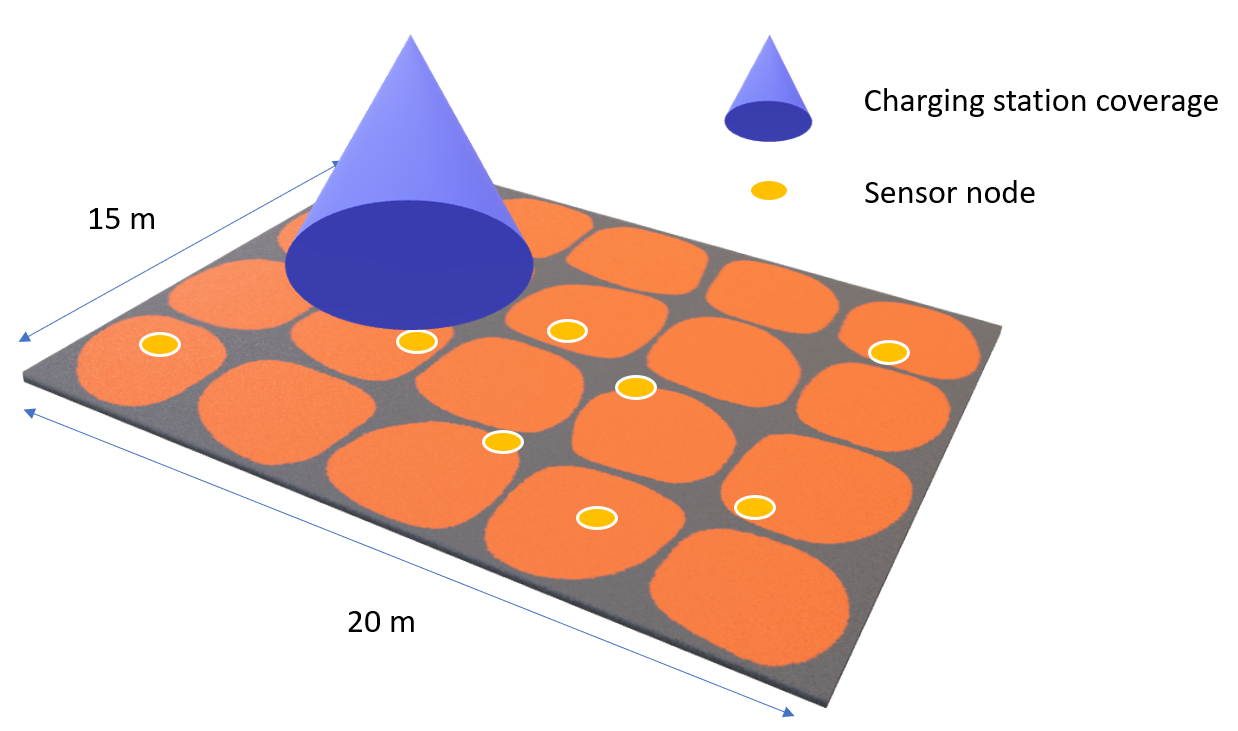 Charging station coverage
Sensor node
15 m
20 m